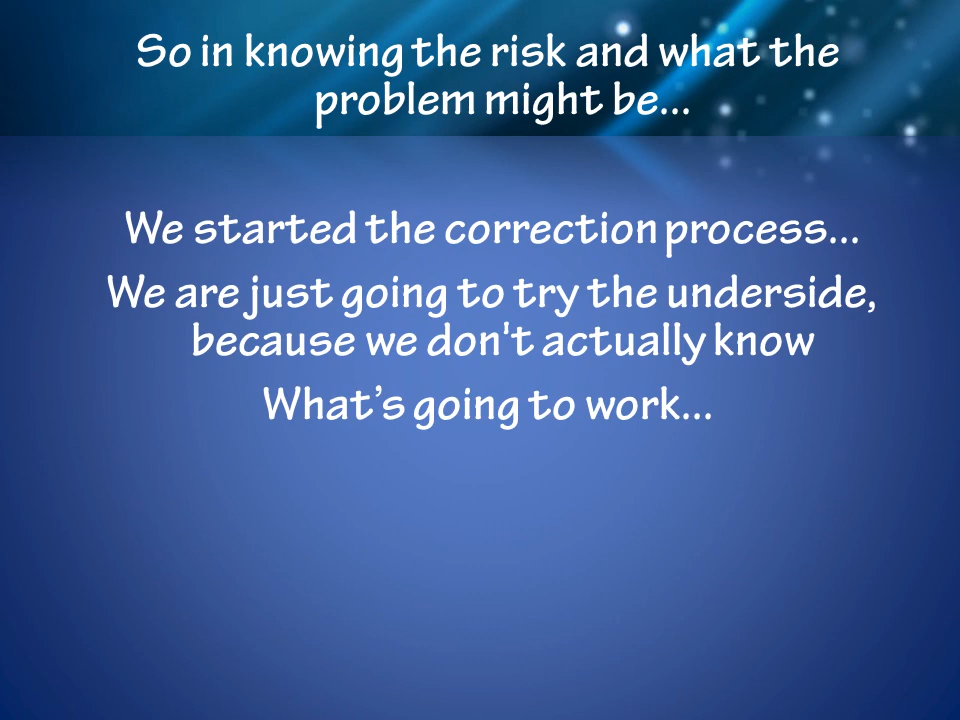 So in knowing the risk and what the
problem might be...
We started the correction process...
We are just going to try the underside,
because we don't actually know
What’s going to work...